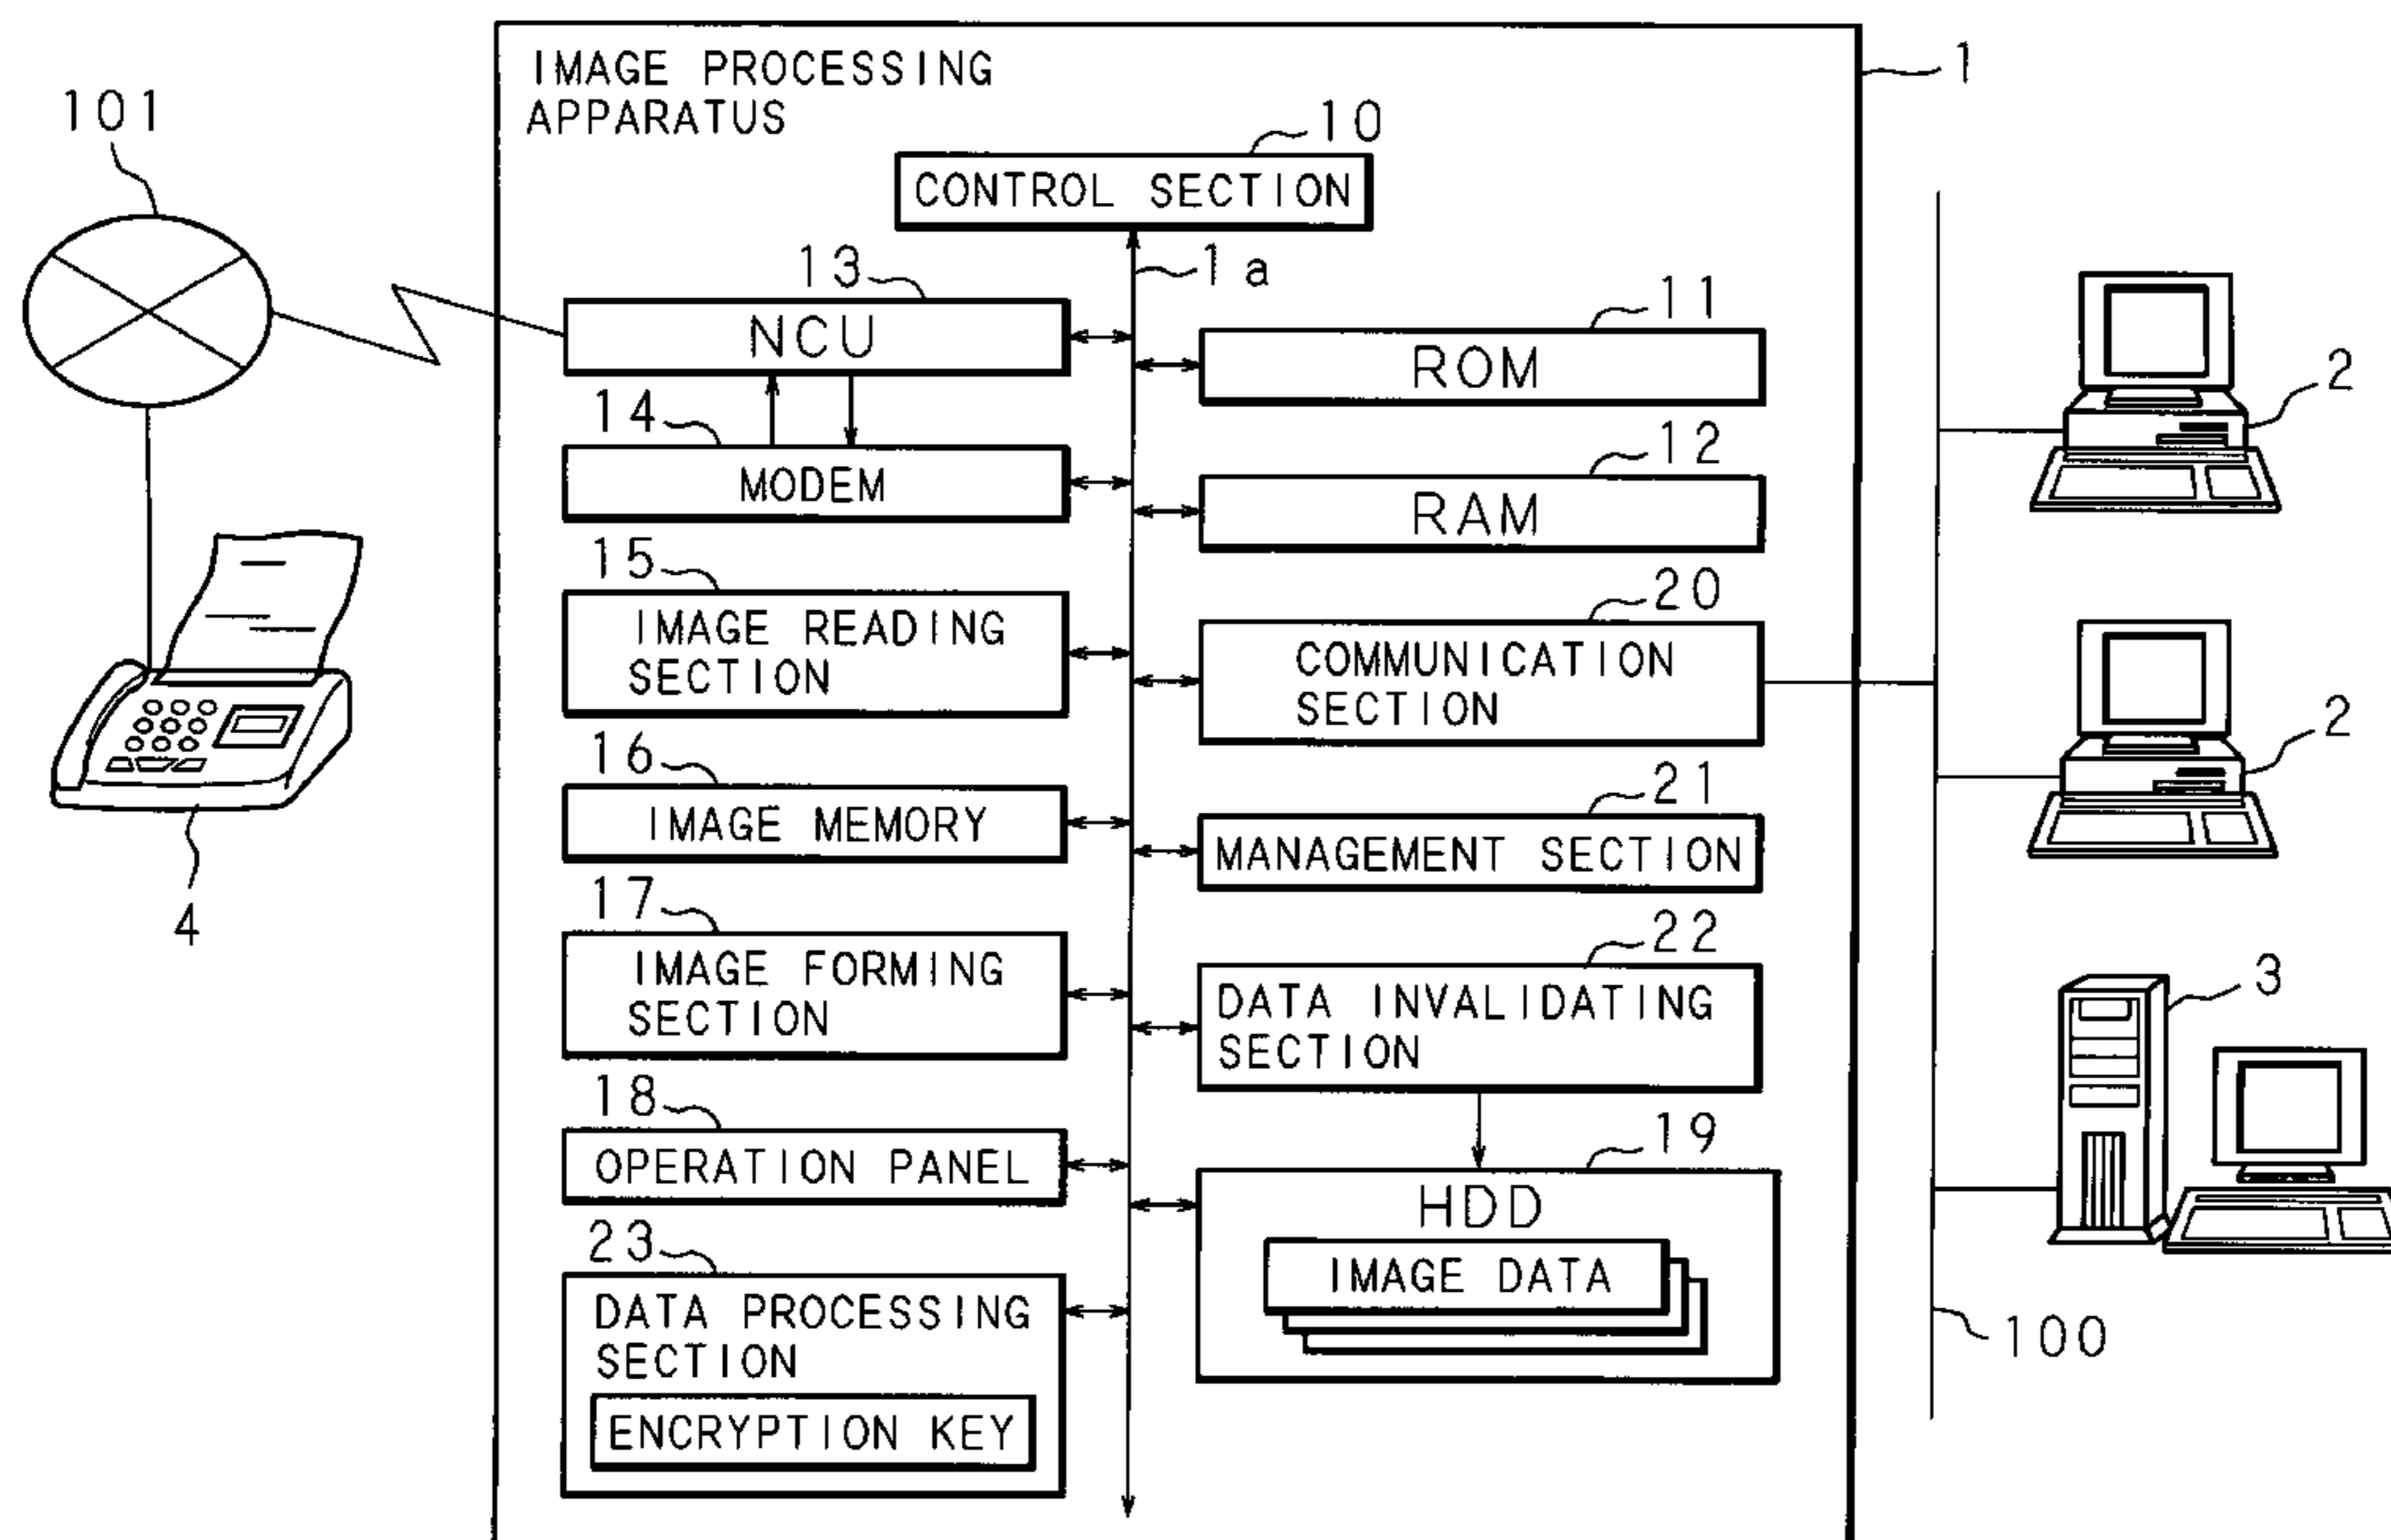 IMAGE PROCESSING
APPARATUS
1
101
10
CONTROL SECTION
1a
13
NCU
11
ROM
14
MODEM
12
RAM
2
15
IMAGE READING
SECTION
20
COMMUNICATION
SECTION
2
16
IMAGE MEMORY
21
MANAGEMENT SECTION
4
17
IMAGE FORMING
SECTION
22
DATA INVALIDATING
SECTION
3
18
OPERATION PANEL
19
HDD
IMAGE DATA
23
DATA PROCESSING
SECTION
ENCRYPTION KEY
100